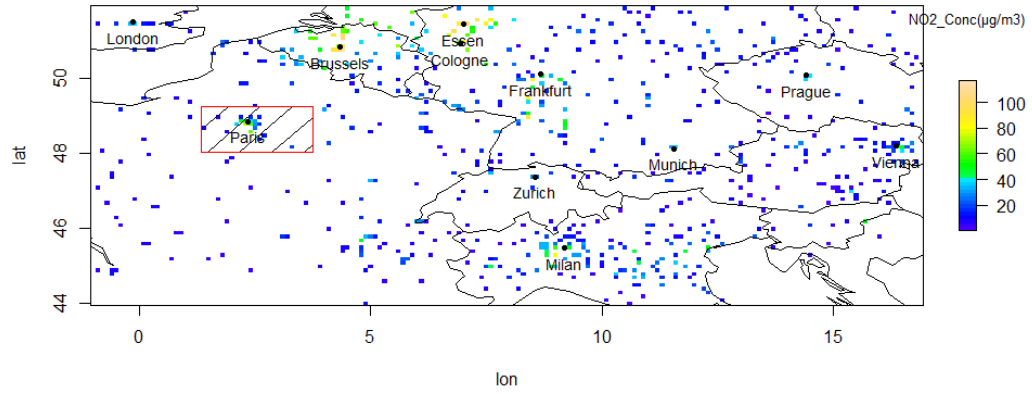 NO2_Conc(µg/m3)
London
Essen
Brussels
Cologne
50
Frankfurt
Prague
100
80
Paris
60
lat
48
Munich
Vienna
40
Zurich
20
46
Milan
44
0
5
10
15
lon